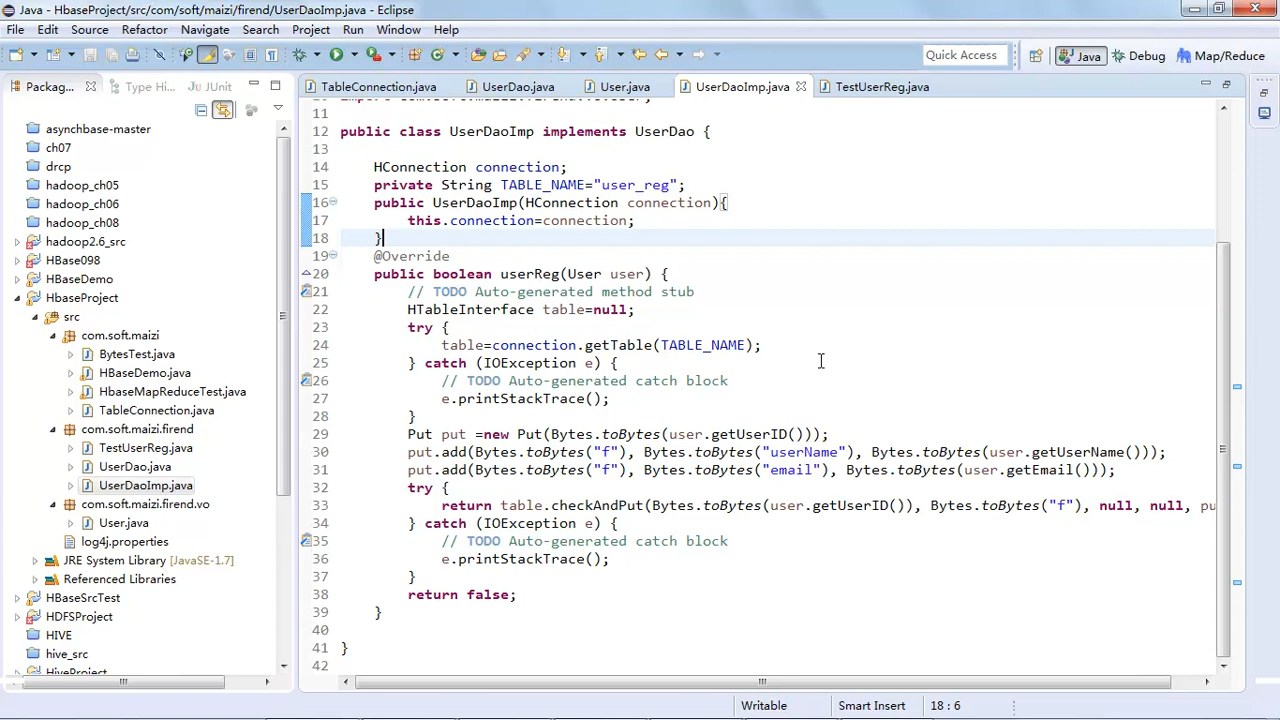 Java - HbaseProject/src/com/soft/maizi/firend/UserDaoImp.java - Eclipse
File Edit Source Refactor Navigate Search Project Run Window Help
Quick Access Java Debug Map/Reduce
Packag... Type Hi... JUnit
TableConnection.java UserDao.java User.java UserDaoImp.java TestUserReg.java
asynchbase-master
ch07
drcp
hadoop_ch05
hadoop_ch06
hadoop_ch08
hadoop2.6_src
HBase098
HBaseDemo
HbaseProject
src
com.soft.maizi
BytesTest.java
HBaseDemo.java
HbaseMapReduceTest.java
TableConnection.java
com.soft.maizi.firend
TestUserReg.java
UserDao.java
UserDaoImp.java
com.soft.maizi.firend.vo
User.java
log4j.properties
JRE System Library [JavaSE-1.7]
Referenced Libraries
HBaseSrcTest
HDFSProject
HIVE
hive_src
HiveProject
11
12 public class UserDaoImp implements UserDao {
13
14 HConnection connection;
15 private String TABLE_NAME="user_reg";
16 public UserDaoImp(HConnection connection){
17 this.connection=connection;
18 }
19 @Override
20 public boolean userReg(User user) {
21 // TODO Auto-generated method stub
22 HTableInterface table=null;
23 try {
24 table=connection.getTable(TABLE_NAME);
25 } catch (IOException e) {
26 // TODO Auto-generated catch block
27 e.printStackTrace();
28 }
29 Put put =new Put(Bytes.toBytes(user.getUserID()));
30 put.add(Bytes.toBytes("f"), Bytes.toBytes("userName"), Bytes.toBytes(user.getUserName()));
31 put.add(Bytes.toBytes("f"), Bytes.toBytes("email"), Bytes.toBytes(user.getEmail()));
32 try {
33 return table.checkAndPut(Bytes.toBytes(user.getUserID()), Bytes.toBytes("f"), null, null, pu
34 } catch (IOException e) {
35 // TODO Auto-generated catch block
36 e.printStackTrace();
37 }
38 return false;
39 }
40
41 }
42
Writable Smart Insert 18 : 6